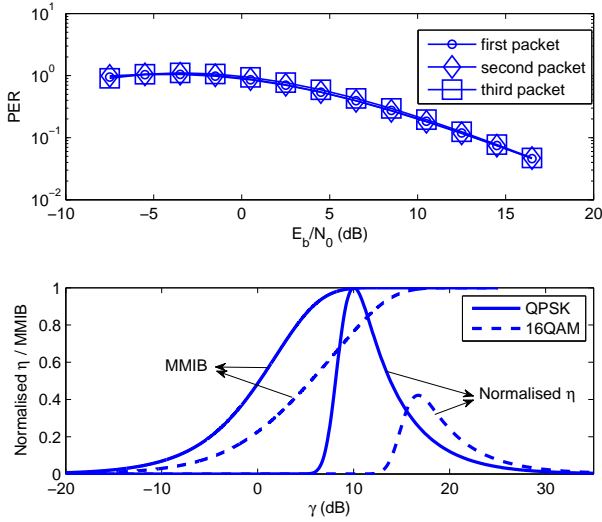 PER
10^1
10^0
10^−1
10^−2
first packet
second packet
third packet
−10 −5 0 5 10 15 20
E_b/N_0 (dB)
Normalised η / MMIB
1
0.8
0.6
0.4
0.2
0
QPSK
16QAM
MMIB
Normalised η
−20 −10 0 10 20 30
γ (dB)